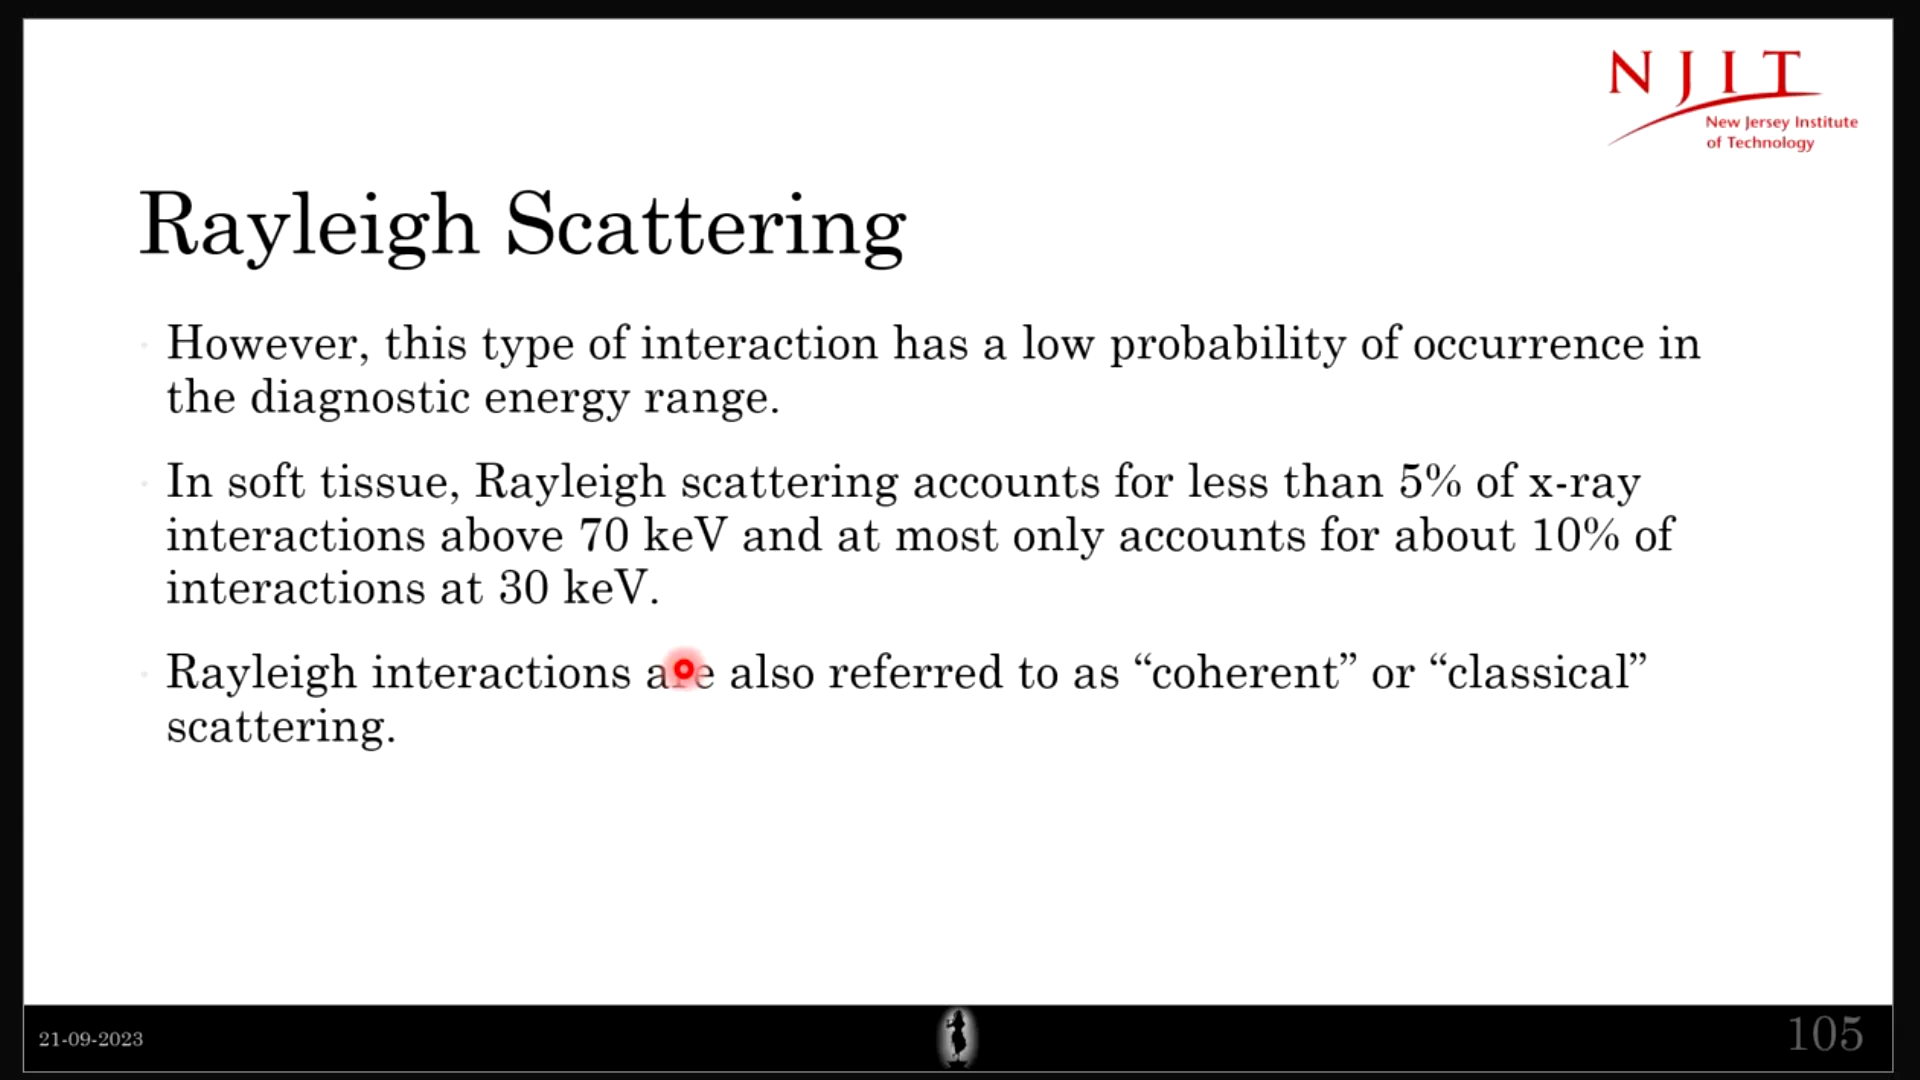 NJIT
New Jersey Institute
of Technology
Rayleigh Scattering
However, this type of interaction has a low probability of occurrence in
the diagnostic energy range.
In soft tissue, Rayleigh scattering accounts for less than 5% of x-ray
interactions above 70 keV and at most only accounts for about 10% of
interactions at 30 keV.
Rayleigh interactions are also referred to as “coherent” or “classical”
scattering.
21-09-2023
105